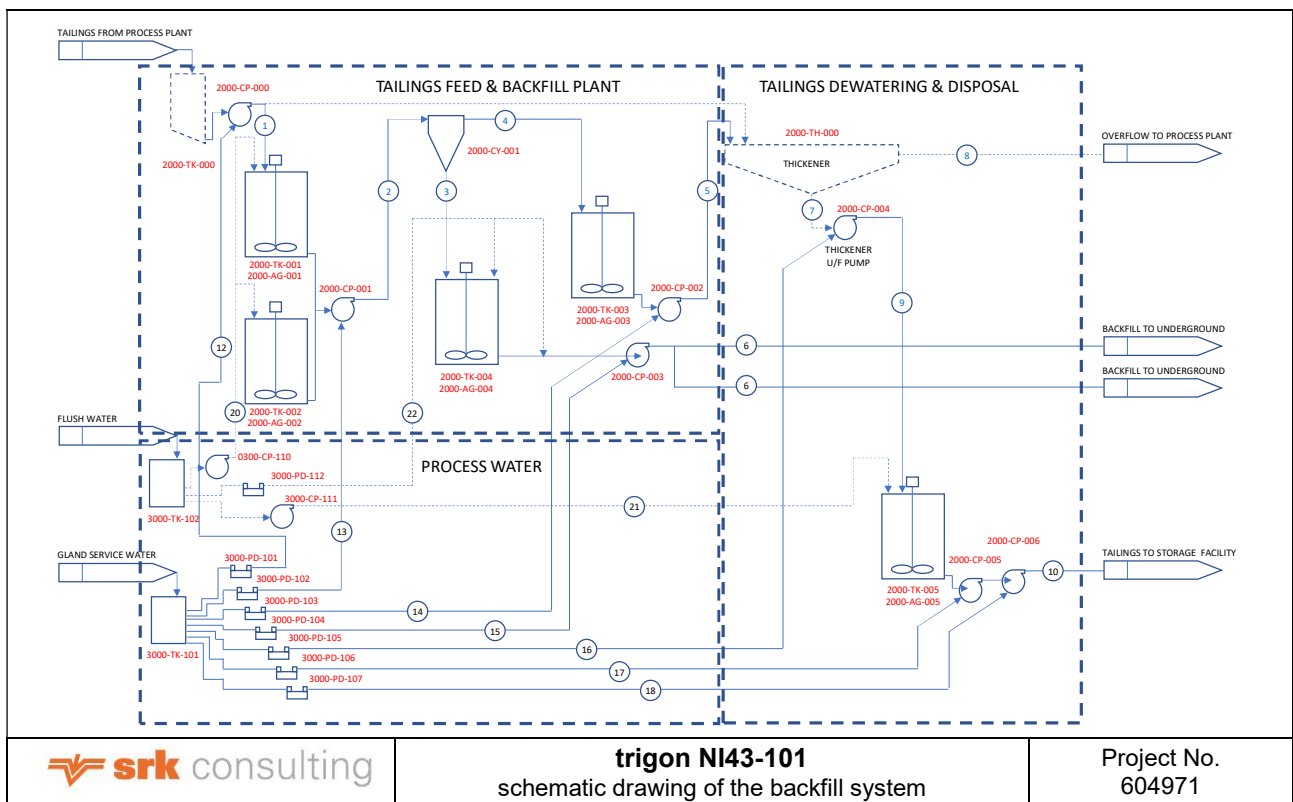 TAILINGS FROM PROCESS PLANT
TAILINGS FEED & BACKFILL PLANT
TAILINGS DEWATERING & DISPOSAL
2000-CP-000
1
4
2000-TH-000
OVERFLOW TO PROCESS PLANT
2000-CY-001
THICKENER
8
2000-TK-000
2
3
5
7
2000-CP-004
THICKENER
U/F PUMP
2000-TK-001
2000-AG-001
2000-CP-001
2000-CP-002
9
2000-TK-003
2000-AG-003
BACKFILL TO UNDERGROUND
12
6
2000-CP-003
2000-TK-004
2000-AG-004
6
BACKFILL TO UNDERGROUND
2000-TK-002
2000-AG-002
20
22
FLUSH WATER
0300-CP-110
PROCESS WATER
3000-PD-112
3000-CP-111
3000-TK-102
21
13
GLAND SERVICE WATER
3000-PD-101
3000-PD-102
3000-PD-103
3000-PD-104
3000-PD-105
3000-PD-106
3000-PD-107
3000-TK-101
14
15
16
17
18
2000-CP-006
2000-CP-005
2000-TK-005
2000-AG-005
10
TAILINGS TO STORAGE FACILITY
srk consulting
trigon NI43-101
schematic drawing of the backfill system
Project No.
604971